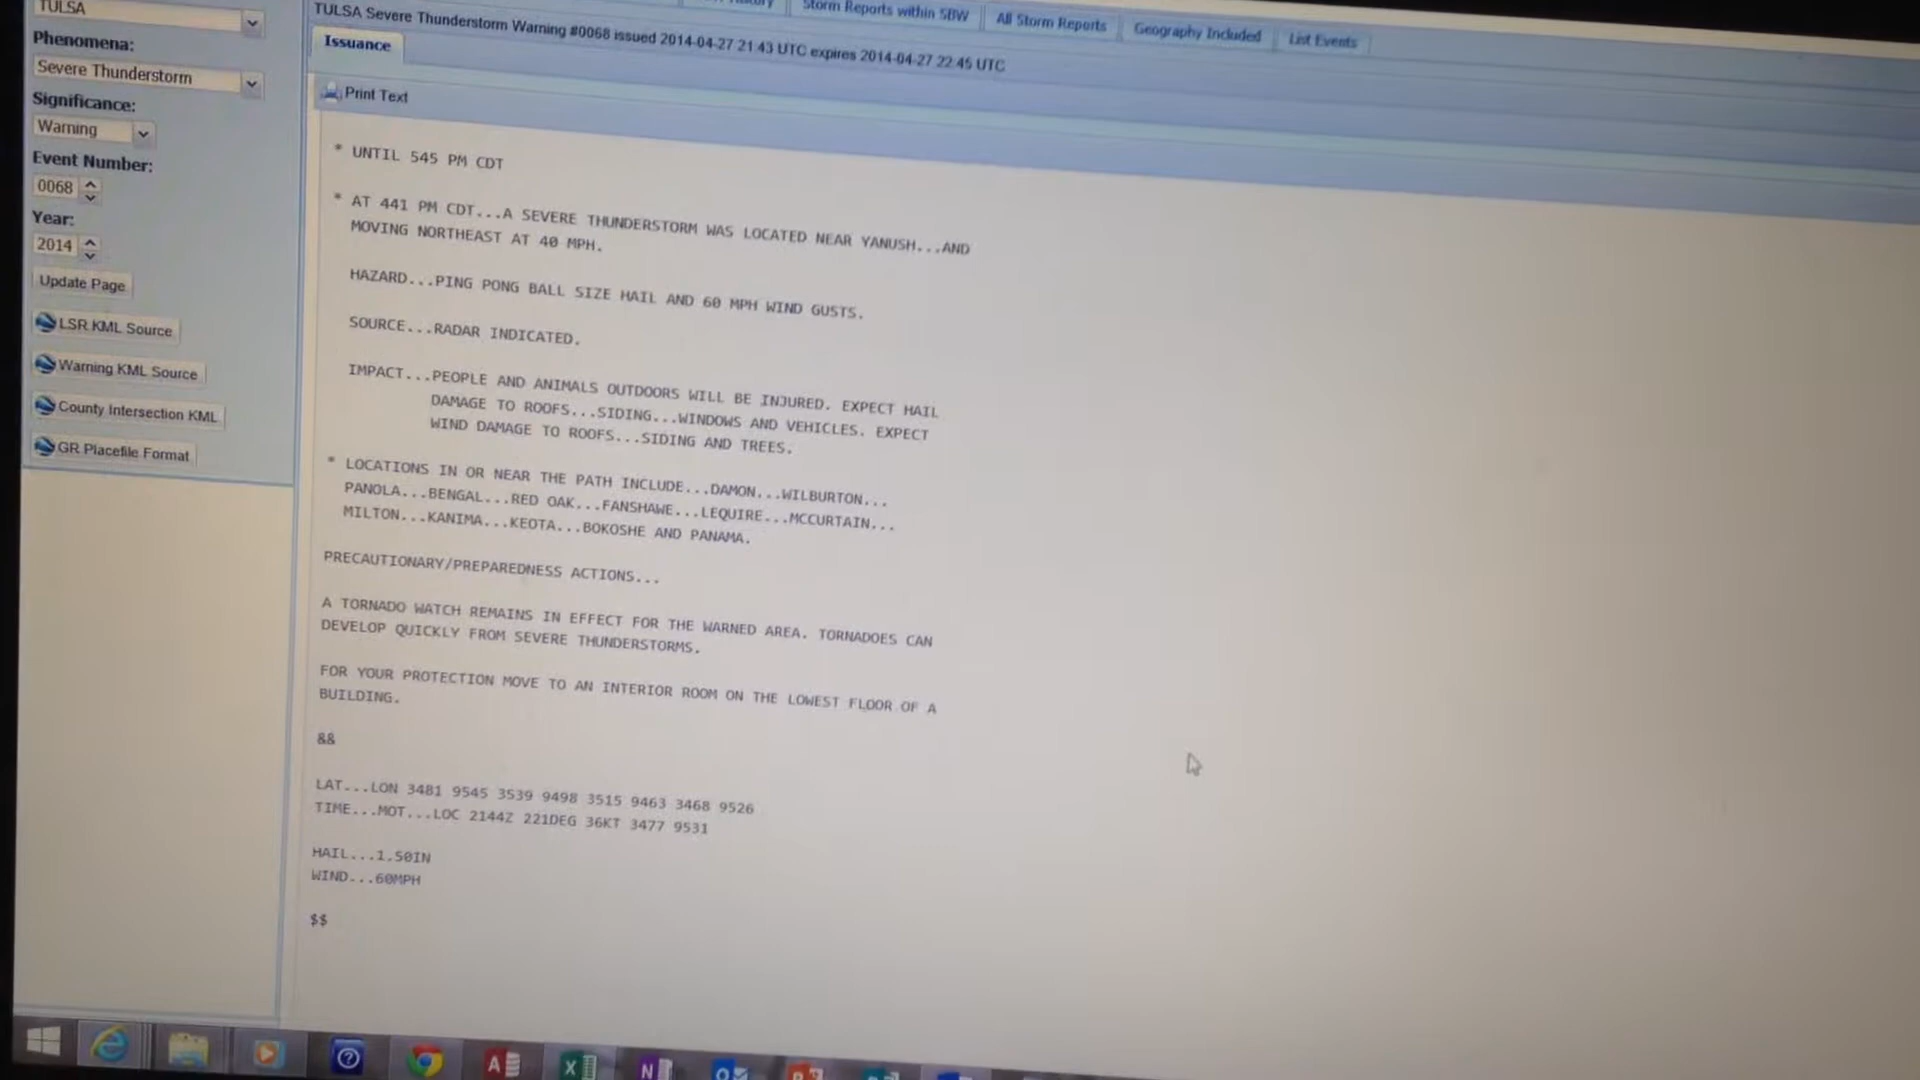 TULSA
Phenomena:
Severe Thunderstorm
Significance:
Warning
Event Number:
0068
Year:
2014
Update Page
LSR KML Source
Warning KML Source
County Intersection KML
GR Placefile Format
Storm Reports within SBW
All Storm Reports
Geography Included
List Events
TULSA Severe Thunderstorm Warning #0068 issued 2014-04-27 21:43 UTC expires 2014-04-27 22:45 UTC
Issuance
Print Text
* UNTIL 545 PM CDT
* AT 441 PM CDT...A SEVERE THUNDERSTORM WAS LOCATED NEAR YANUSH...AND
MOVING NORTHEAST AT 40 MPH.
HAZARD...PING PONG BALL SIZE HAIL AND 60 MPH WIND GUSTS.
SOURCE...RADAR INDICATED.
IMPACT...PEOPLE AND ANIMALS OUTDOORS WILL BE INJURED. EXPECT HAIL
DAMAGE TO ROOFS...SIDING...WINDOWS AND VEHICLES. EXPECT
WIND DAMAGE TO ROOFS...SIDING AND TREES.
* LOCATIONS IN OR NEAR THE PATH INCLUDE...DAMON...WILBURTON...
PANOLA...BENGAL...RED OAK...FANSHAWE...LEQUIRE...MCCURTAIN...
MILTON...KANIMA...KEOTA...BOKOSHE AND PANAMA.
PRECAUTIONARY/PREPAREDNESS ACTIONS...
A TORNADO WATCH REMAINS IN EFFECT FOR THE WARNED AREA. TORNADOES CAN
DEVELOP QUICKLY FROM SEVERE THUNDERSTORMS.
FOR YOUR PROTECTION MOVE TO AN INTERIOR ROOM ON THE LOWEST FLOOR OF A
BUILDING.
&&
LAT...LON 3481 9545 3539 9498 3515 9463 3468 9526
TIME...MOT...LOC 2144Z 221DEG 36KT 3477 9531
HAIL...1.50IN
WIND...60MPH
$$